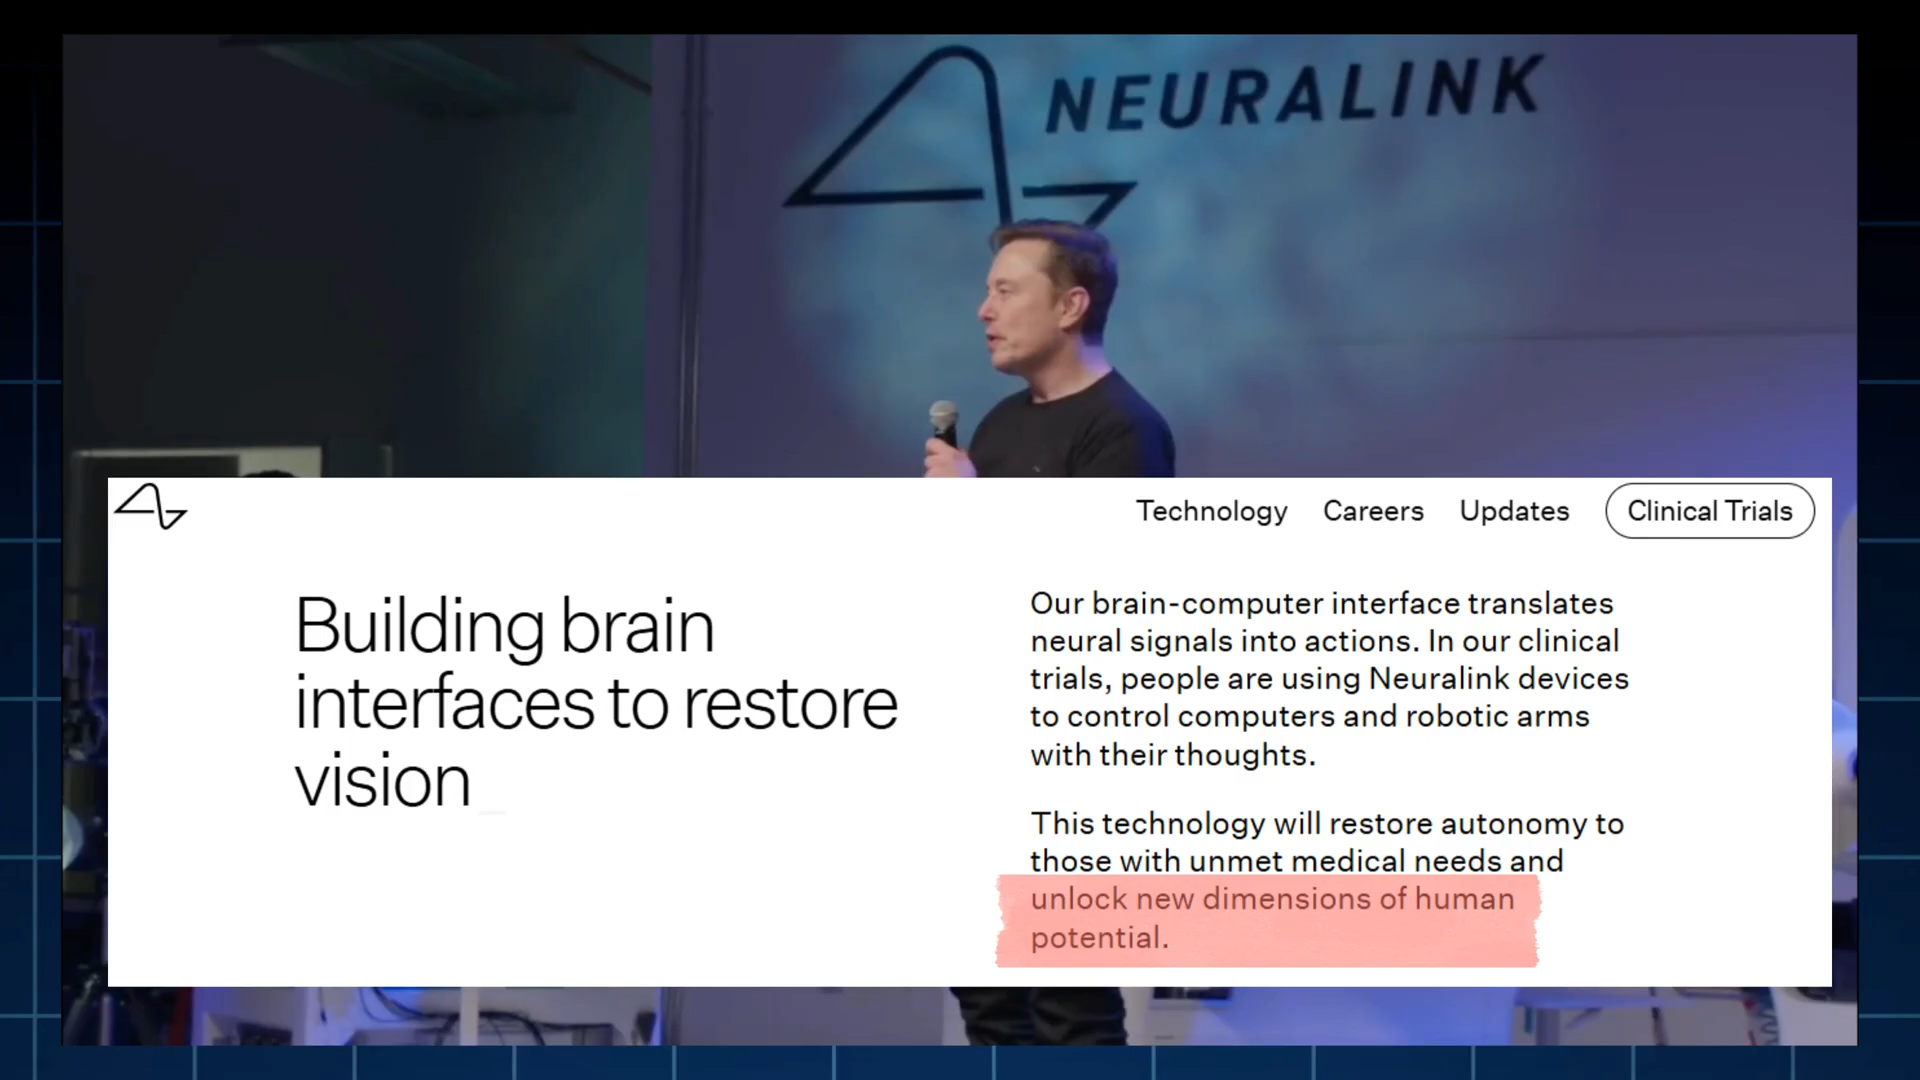 NEURALINK
Technology Careers Updates Clinical Trials
Building brain
interfaces to restore
vision
Our brain-computer interface translates
neural signals into actions. In our clinical
trials, people are using Neuralink devices
to control computers and robotic arms
with their thoughts.
This technology will restore autonomy to
those with unmet medical needs and
unlock new dimensions of human
potential.